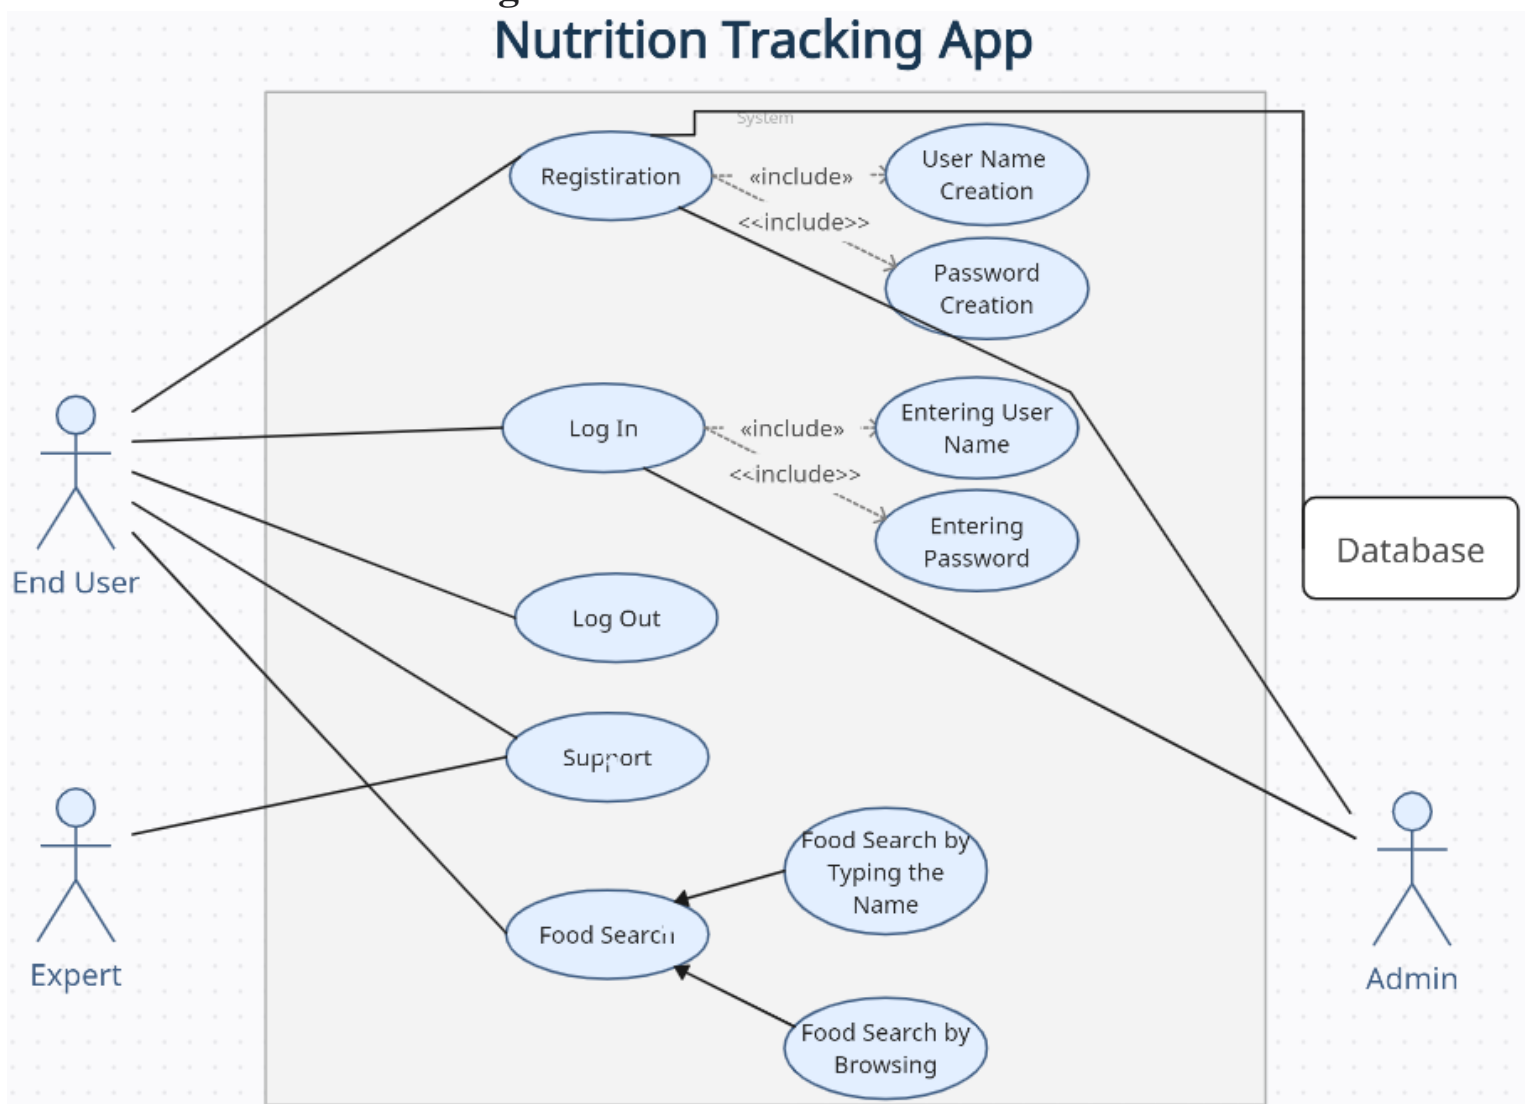 g
Nutrition Tracking App
System
Registiration
«include»
User Name
Creation
<<include>>
Password
Creation
Log In
«include»
Entering User
Name
<<include>>
Entering
Password
Database
End User
Log Out
Support
Food Search by
Typing the
Name
Food Search
Expert
Admin
Food Search by
Browsing